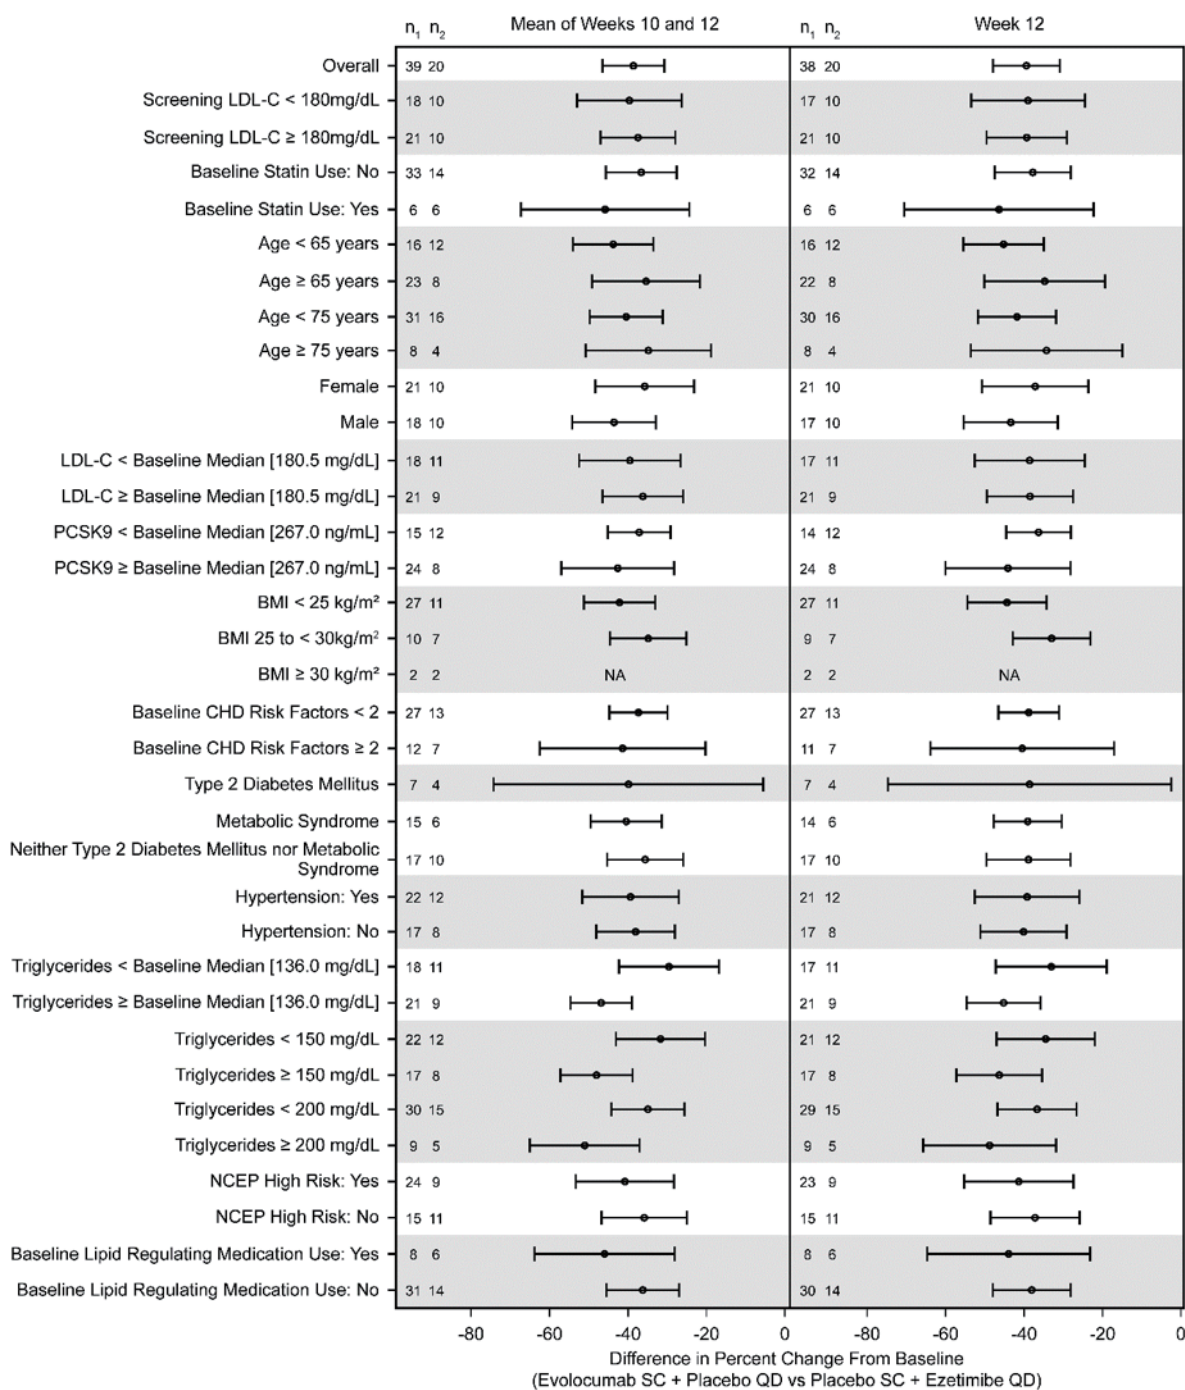 n1 n2 Mean of Weeks 10 and 12 n1 n2 Week 12
Overall 39 20 38 20
Screening LDL-C < 180mg/dL 18 10 17 10
Screening LDL-C ≥ 180mg/dL 21 10 21 10
Baseline Statin Use: No 33 14 32 14
Baseline Statin Use: Yes 6 6 6 6
Age < 65 years 16 12 16 12
Age ≥ 65 years 23 8 22 8
Age < 75 years 31 16 30 16
Age ≥ 75 years 8 4 8 4
Female 21 10 21 10
Male 18 10 17 10
LDL-C < Baseline Median [180.5 mg/dL] 18 11 17 11
LDL-C ≥ Baseline Median [180.5 mg/dL] 21 9 21 9
PCSK9 < Baseline Median [267.0 ng/mL] 15 12 14 12
PCSK9 ≥ Baseline Median [267.0 ng/mL] 24 8 24 8
BMI < 25 kg/m² 27 11 27 11
BMI 25 to < 30kg/m² 10 7 9 7
BMI ≥ 30 kg/m² 2 2 NA 2 2 NA
Baseline CHD Risk Factors < 2 27 13 27 13
Baseline CHD Risk Factors ≥ 2 12 7 11 7
Type 2 Diabetes Mellitus 7 4 7 4
Metabolic Syndrome 15 6 14 6
Neither Type 2 Diabetes Mellitus nor Metabolic
Syndrome 17 10 17 10
Hypertension: Yes 22 12 21 12
Hypertension: No 17 8 17 8
Triglycerides < Baseline Median [136.0 mg/dL] 18 11 17 11
Triglycerides ≥ Baseline Median [136.0 mg/dL] 21 9 21 9
Triglycerides < 150 mg/dL 22 12 21 12
Triglycerides ≥ 150 mg/dL 17 8 17 8
Triglycerides < 200 mg/dL 30 15 29 15
Triglycerides ≥ 200 mg/dL 9 5 9 5
NCEP High Risk: Yes 24 9 23 9
NCEP High Risk: No 15 11 15 11
Baseline Lipid Regulating Medication Use: Yes 8 6 8 6
Baseline Lipid Regulating Medication Use: No 31 14 30 14
-80 -60 -40 -20 0 -80 -60 -40 -20 0
Difference in Percent Change From Baseline
(Evolocumab SC + Placebo QD vs Placebo SC + Ezetimibe QD)